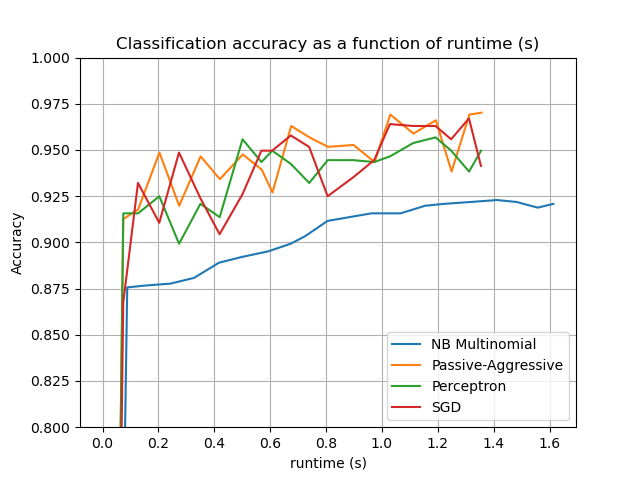 Classification accuracy as a function of runtime (s)
1.000
0.975
0.950
0.925
0.900
0.875
0.850
0.825
0.800
Accuracy
0.0 0.2 0.4 0.6 0.8 1.0 1.2 1.4 1.6
runtime (s)
NB Multinomial
Passive-Aggressive
Perceptron
SGD